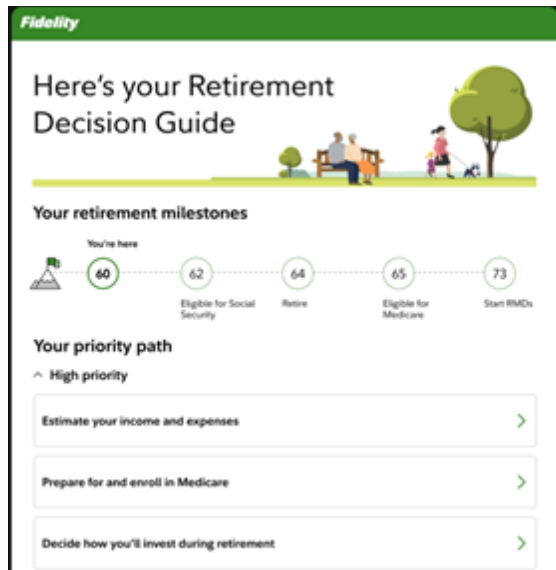 Fidelity
Here's your Retirement
Decision Guide
Your retirement milestones
You're here
60
62
64
65
73
Eligible for Social
Security
Retire
Eligible for
Medicare
Start RMDs
Your priority path
High priority
Estimate your income and expenses
Prepare for and enroll in Medicare
Decide how you'll invest during retirement